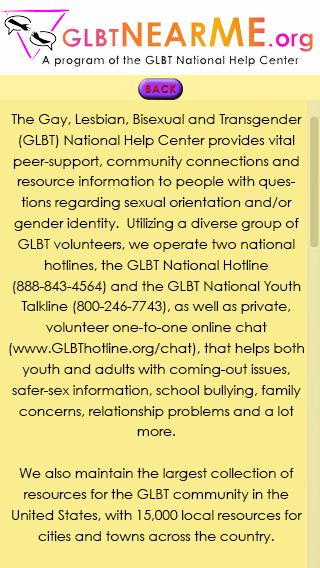 GLBTNEARME.org
A program of the GLBT National Help Center
BACK
The Gay, Lesbian, Bisexual and Transgender
(GLBT) National Help Center provides vital
peer-support, community connections and
resource information to people with ques-
tions regarding sexual orientation and/or
gender identity. Utilizing a diverse group of
GLBT volunteers, we operate two national
hotlines, the GLBT National Hotline
(888-843-4564) and the GLBT National Youth
Talkline (800-246-7743), as well as private,
volunteer one-to-one online chat
(www.GLBThotline.org/chat), that helps both
youth and adults with coming-out issues,
safer-sex information, school bullying, family
concerns, relationship problems and a lot
more.
We also maintain the largest collection of
resources for the GLBT community in the
United States, with 15,000 local resources for
cities and towns across the country.